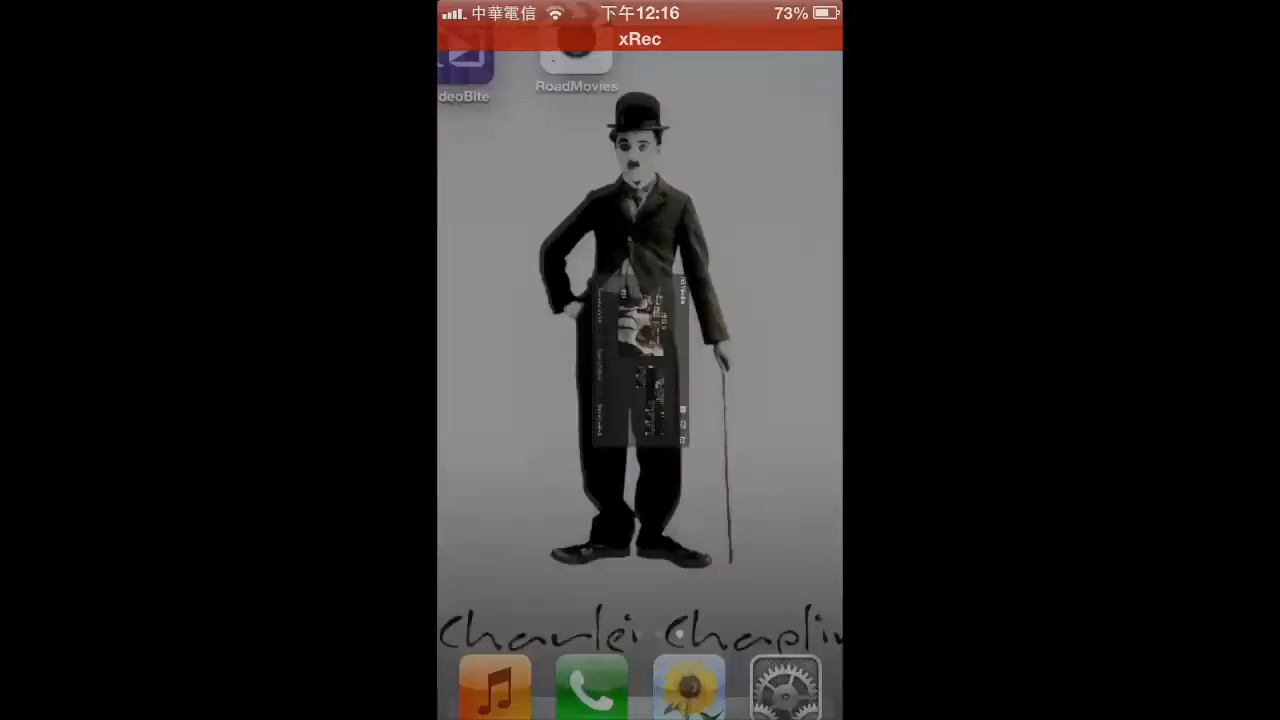 中華電信 下午12:16 73%
xRec
deoBite RoadMovies
Charlei Chaplin